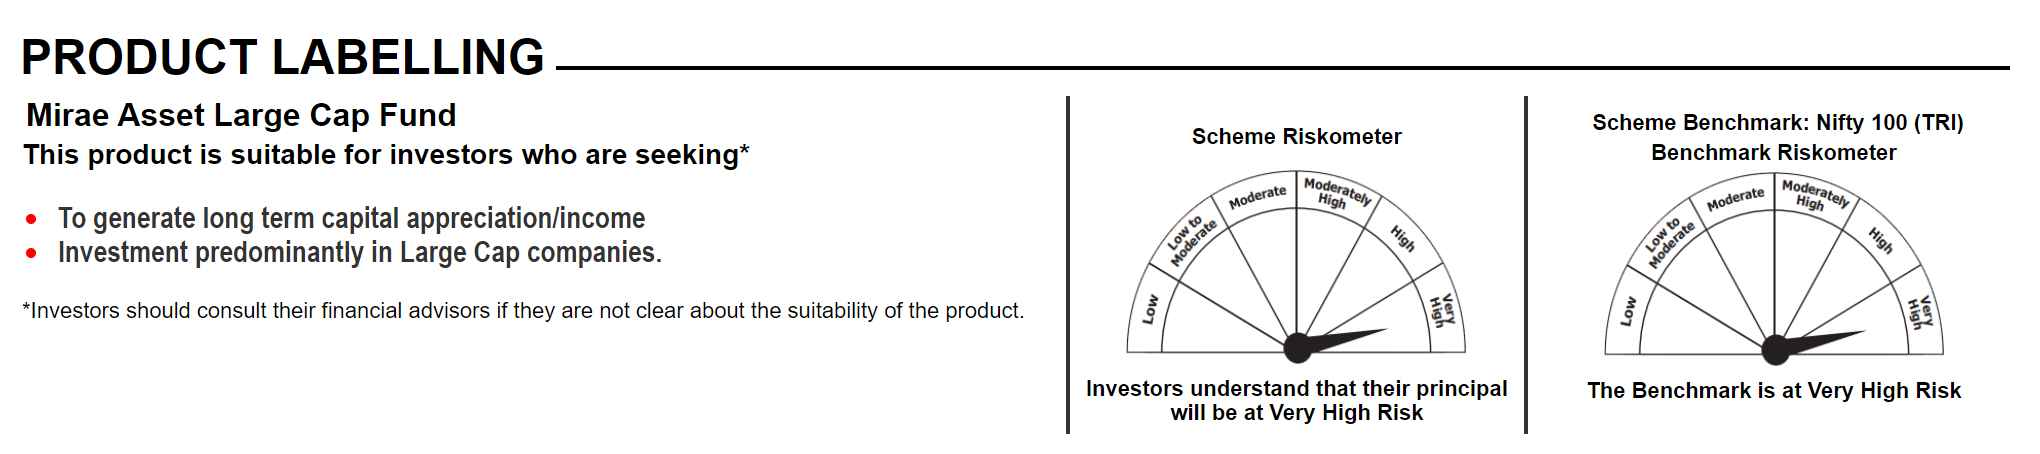 PRODUCT LABELLING
Mirae Asset Large Cap Fund
This product is suitable for investors who are seeking*
• To generate long term capital appreciation/income
• Investment predominantly in Large Cap companies.
*Investors should consult their financial advisors if they are not clear about the suitability of the product.
Scheme Riskometer
Low
Low to
Moderate
Moderate
Moderately
High
High
Very
High
Investors understand that their principal
will be at Very High Risk
Scheme Benchmark: Nifty 100 (TRI)
Benchmark Riskometer
Low
Low to
Moderate
Moderate
Moderately
High
High
Very
High
The Benchmark is at Very High Risk